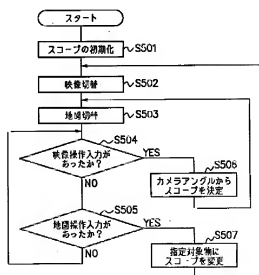 スタート
スコープの初期化
S501
映像切替
S502
地図切替
S503
S504
映像操作入力が
あったか？
YES
S506
カメラアングルから
スコープを決定
NO
S505
地図操作入力が
あったか？
YES
S507
指定対象物に
スコープを変更
NO